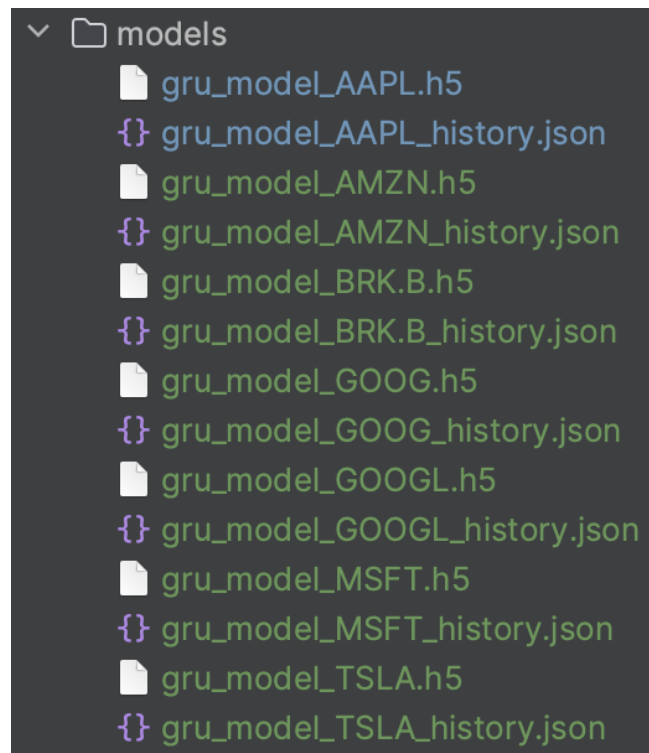 models
gru_model_AAPL.h5
{} gru_model_AAPL_history.json
gru_model_AMZN.h5
{} gru_model_AMZN_history.json
gru_model_BRK.B.h5
{} gru_model_BRK.B_history.json
gru_model_GOOG.h5
{} gru_model_GOOG_history.json
gru_model_GOOGL.h5
{} gru_model_GOOGL_history.json
gru_model_MSFT.h5
{} gru_model_MSFT_history.json
gru_model_TSLA.h5
{} gru_model_TSLA_history.json